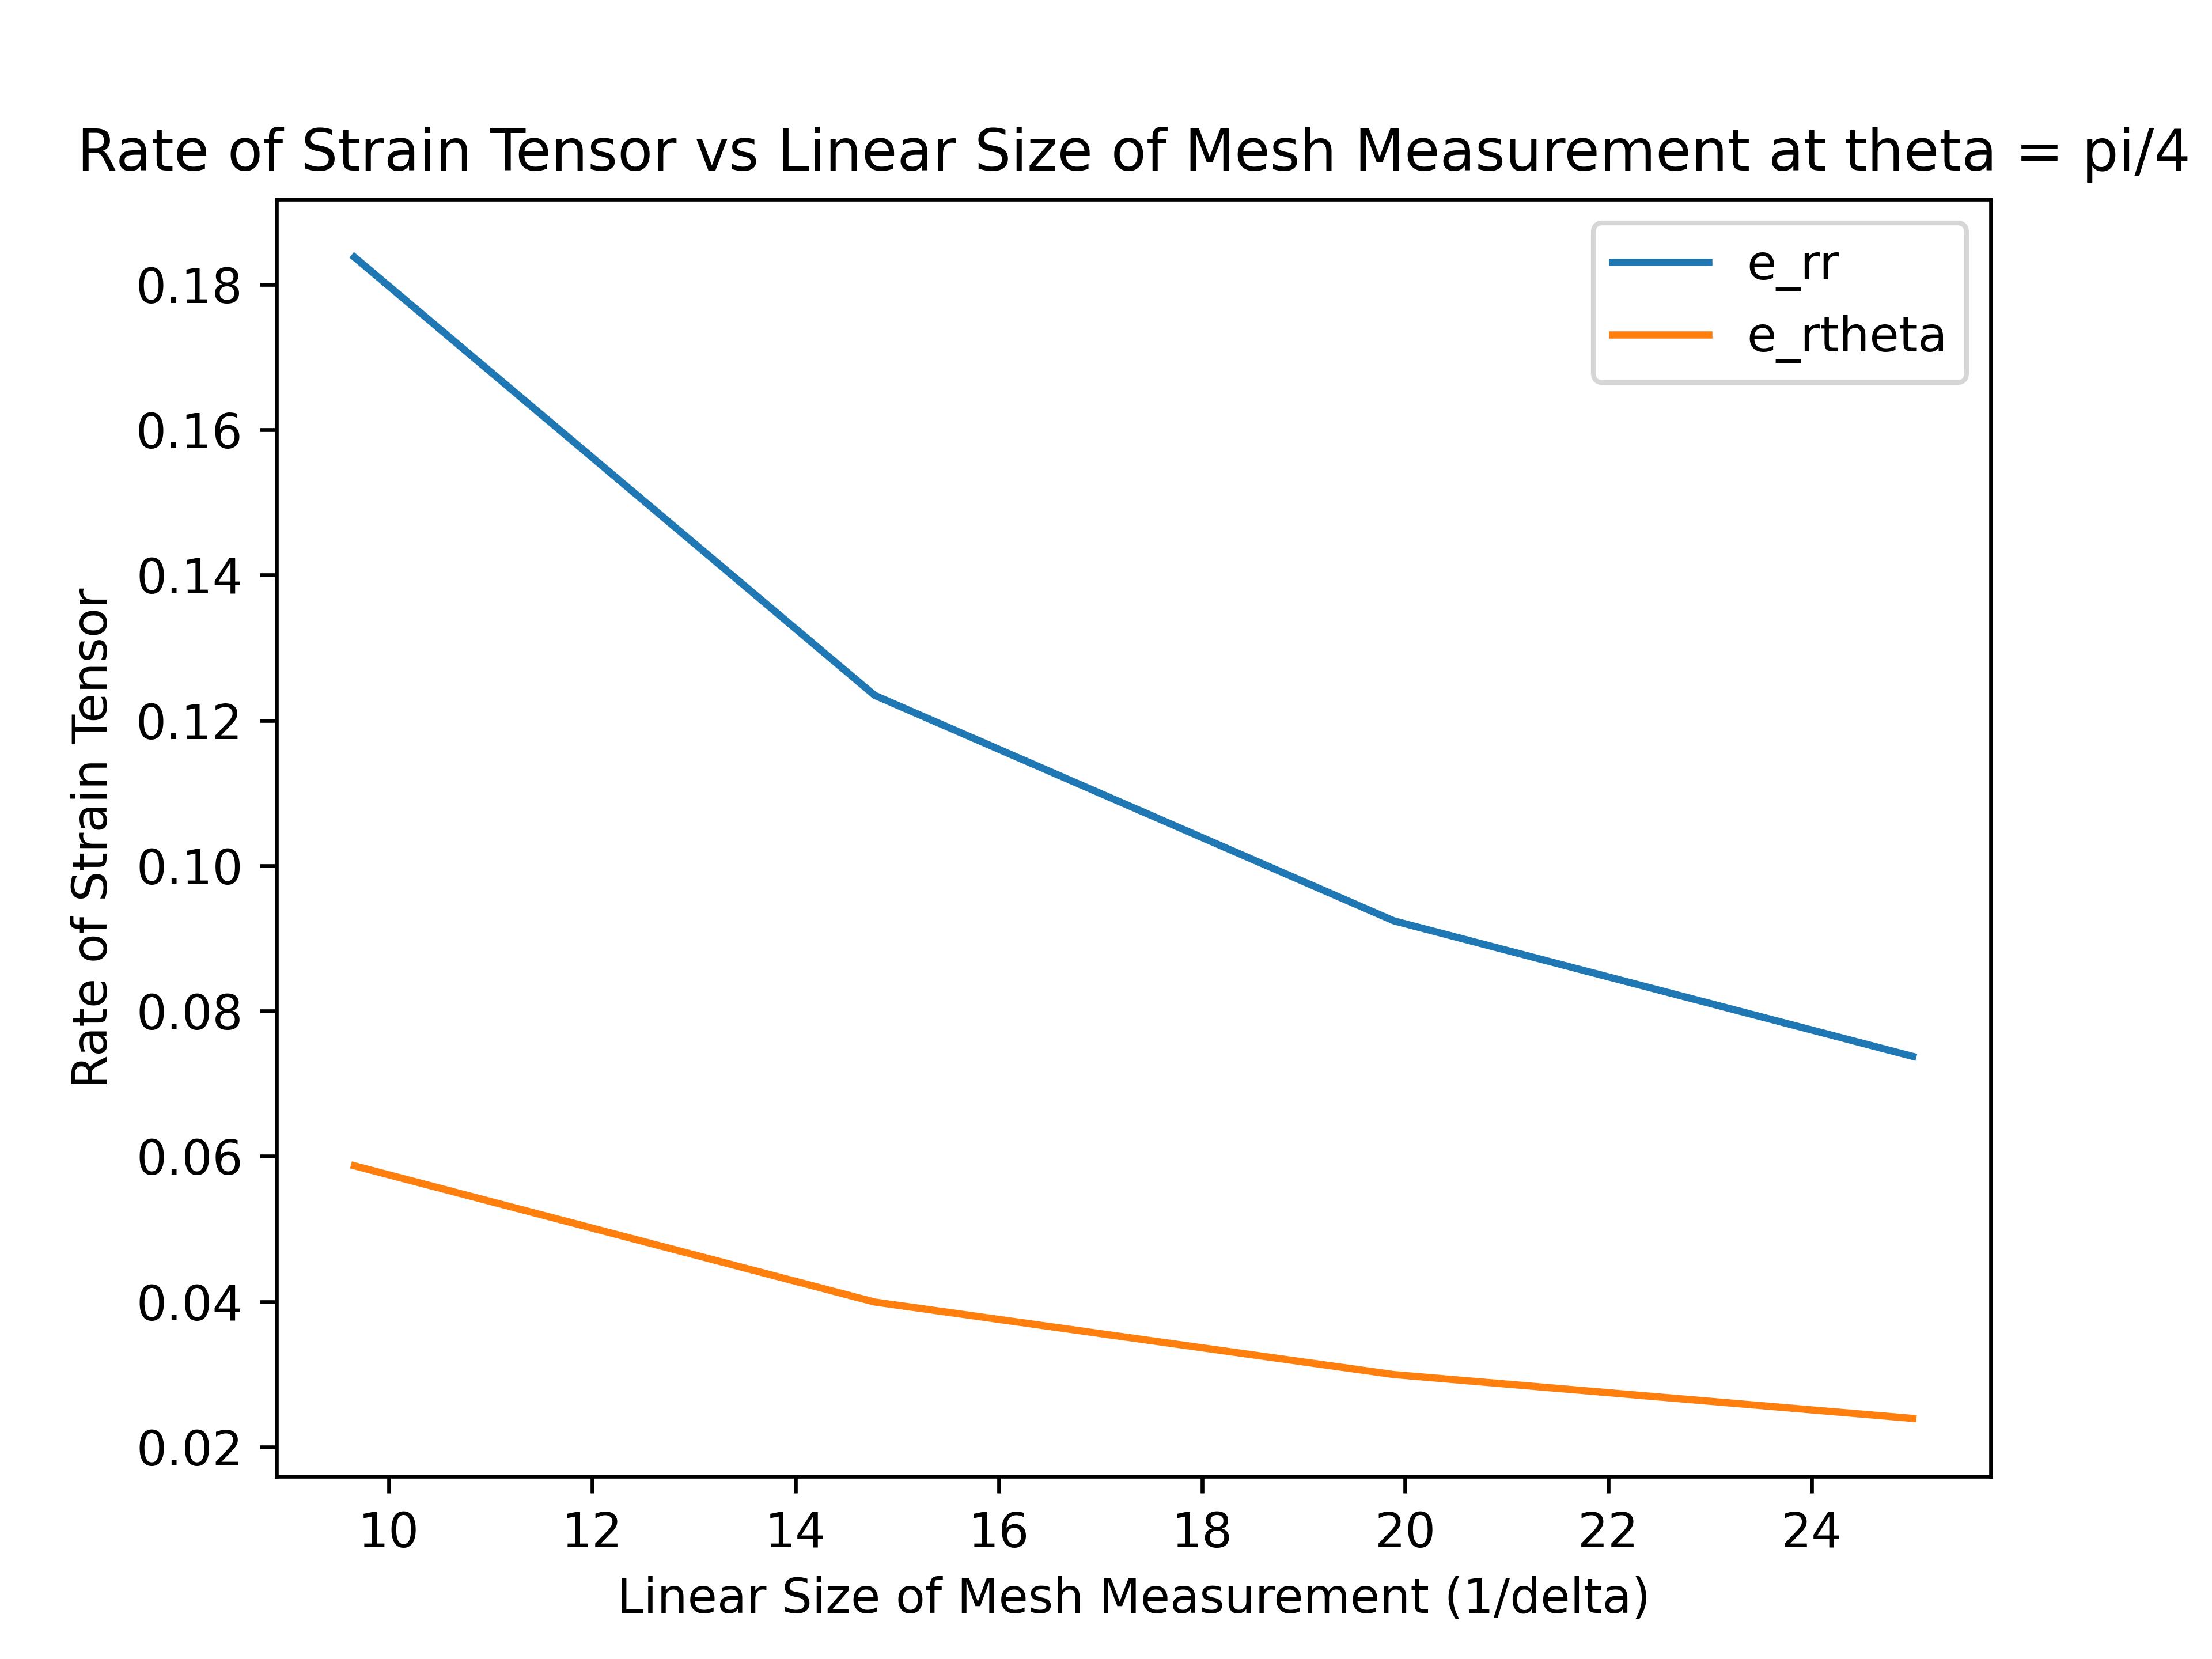 Rate of Strain Tensor vs Linear Size of Mesh Measurement at theta = pi/4
e_rr
e_rtheta
0.18
0.16
0.14
0.12
0.10
0.08
0.06
0.04
0.02
Rate of Strain Tensor
10 12 14 16 18 20 22 24
Linear Size of Mesh Measurement (1/delta)